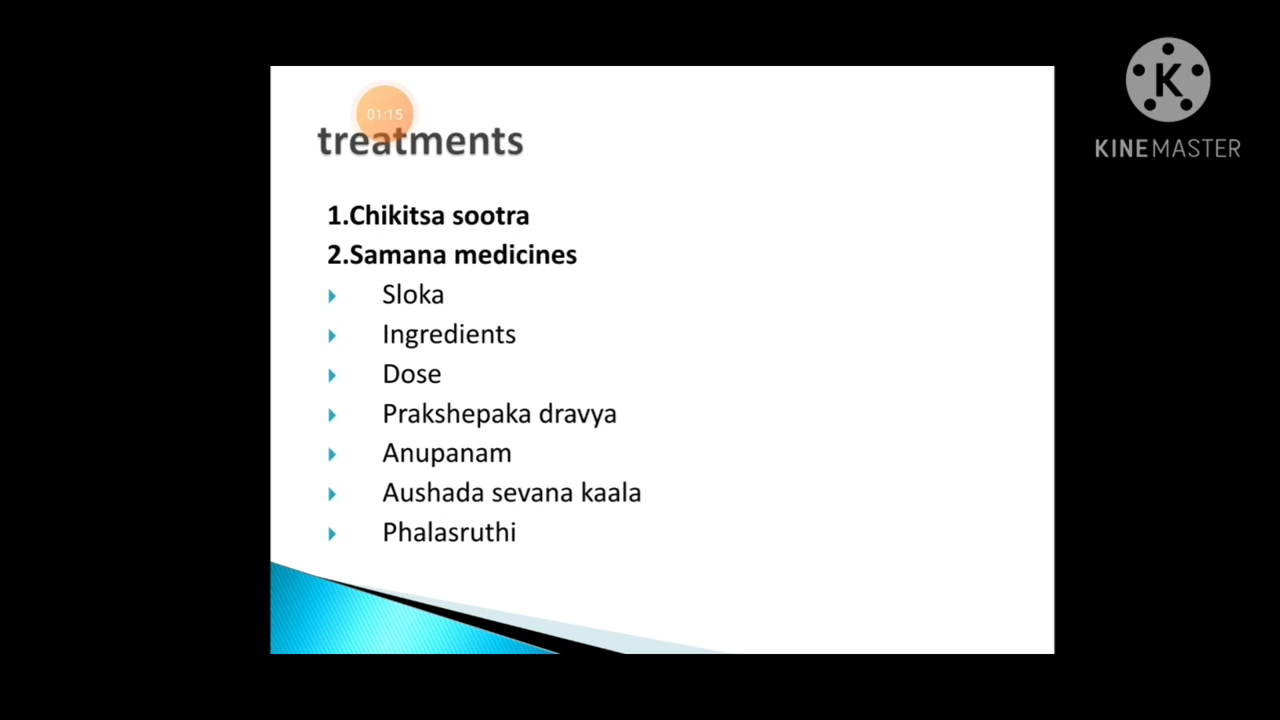 K
KINEMASTER
01:15
treatments
1.Chikitsa sootra
2.Samana medicines
Sloka
Ingredients
Dose
Prakshepaka dravya
Anupanam
Aushada sevana kaala
Phalasruthi